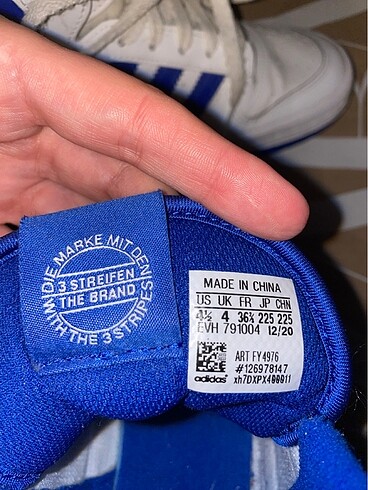 DIE MARKE MIT DEN
3 STREIFEN
THE BRAND
WITH THE 3 STRIPES
MADE IN CHINA
US UK FR JP CHN
4½ 4 36⅔ 225 225
EVH 791004 12/20
ART FY4976
#126978147
adidas® xh7DXPX400011